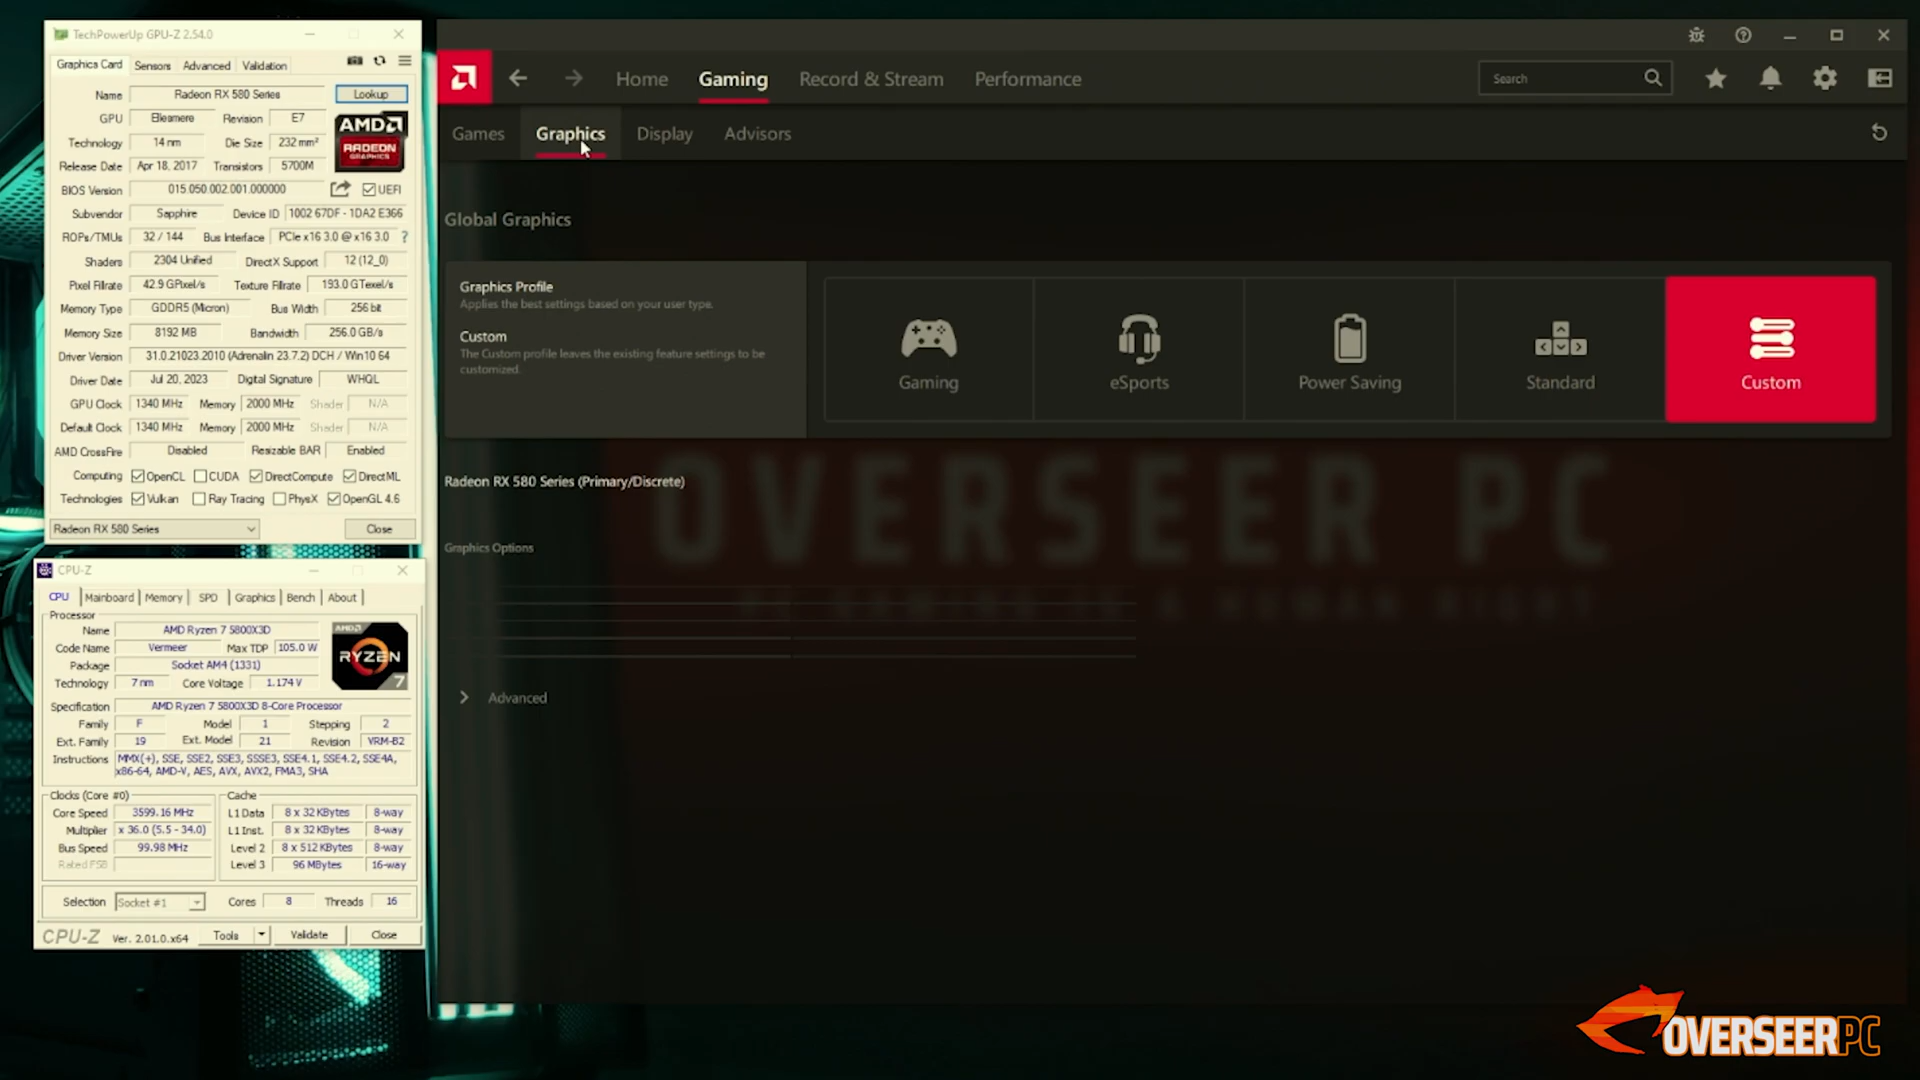 TechPowerUp GPU-Z 2.54.0
Graphics Card Sensors Advanced Validation
Name Radeon RX 580 Series Lookup
GPU Ellesmere Revision E7
Technology 14 nm Die Size 232 mm²
Release Date Apr 18, 2017 Transistors 5700M
BIOS Version 015.050.002.001.000000 UEFI
Subvendor Sapphire Device ID 1002 67DF - 1DA2 E366
ROPs/TMUs 32 / 144 Bus Interface PCIe x16 3.0 @ x16 3.0 ?
Shaders 2304 Unified DirectX Support 12 (12_0)
Pixel Fillrate 42.9 GPixel/s Texture Fillrate 193.0 GTexel/s
Memory Type GDDR5 (Micron) Bus Width 256 bit
Memory Size 8192 MB Bandwidth 256.0 GB/s
Driver Version 31.0.21023.2010 (Adrenalin 23.7.2) DCH / Win10 64
Driver Date Jul 20, 2023 Digital Signature WHQL
GPU Clock 1340 MHz Memory 2000 MHz Shader N/A
Default Clock 1340 MHz Memory 2000 MHz Shader N/A
AMD CrossFire Disabled Resizable BAR Enabled
Computing OpenCL CUDA DirectCompute DirectML
Technologies Vulkan Ray Tracing PhysX OpenGL 4.6
Radeon RX 580 Series Close
AMD
RADEON
GRAPHICS
CPU-Z
CPU Mainboard Memory SPD Graphics Bench About
Processor
Name AMD Ryzen 7 5800X3D
Code Name Vermeer Max TDP 105.0 W
Package Socket AM4 (1331)
Technology 7 nm Core Voltage 1.174 V
Specification AMD Ryzen 7 5800X3D 8-Core Processor
Family F Model 1 Stepping 2
Ext. Family 19 Ext. Model 21 Revision VRM-B2
Instructions MMX(+), SSE, SSE2, SSE3, SSSE3, SSE4.1, SSE4.2, SSE4A,
x86-64, AMD-V, AES, AVX, AVX2, FMA3, SHA
AMD
RYZEN
7
Clocks (Core #0)
Core Speed 3599.16 MHz
Multiplier x 36.0 (5.5 - 34.0)
Bus Speed 99.98 MHz
Rated FSB
Cache
L1 Data 8 x 32 KBytes 8-way
L1 Inst. 8 x 32 KBytes 8-way
Level 2 8 x 512 KBytes 8-way
Level 3 96 MBytes 16-way
Selection Socket #1 Cores 8 Threads 16
CPU-Z Ver. 2.01.0.x64 Tools Validate Close
Home Gaming Record & Stream Performance Search
Games Graphics Display Advisors
Global Graphics
Graphics Profile
Applies the best settings based on your user type.
Custom
The Custom profile leaves the existing feature settings to be
customized.
Gaming eSports Power Saving Standard Custom
Radeon RX 580 Series (Primary/Discrete)
Graphics Options
Advanced
OVERSEER PC
PC GAMING IS A HUMAN RIGHT
OVERSEERPC